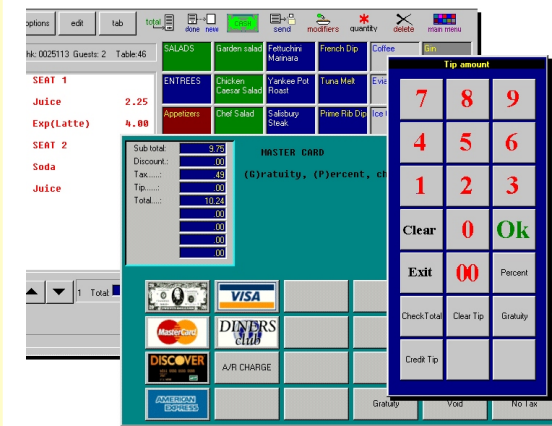 options edit tab total done new CASH send modifiers quantity delete main menu
hk: 0025113 Guests: 2 Table:46
SALADS Garden salad Fettuchini Marinara French Dip Coffee Gin
ENTREES Chicken Caesar Salad Yankee Pot Roast Tuna Melt
Appetizers Chef Salad Salisbury Steak Prime Rib Dip
SEAT 1
Juice 2.25
Exp(Latte) 4.00
SEAT 2
Soda
Juice
1 Total:
Sub total: 9.75
Discount.: .00
Tax.....: .49
Tip......: .00
Total....: 10.24
.00
.00
.00
MASTER CARD
(G)ratuity, (P)ercent, ch
VISA
MasterCard
DINERS club
DISCOVER
A/R CHARGE
AMERICAN EXPRESS
Gratuity Void No Tax
Tip amount
7 8 9
4 5 6
1 2 3
Clear 0 Ok
Exit 00 Percent
CheckTotal Clear Tip Gratuity
Credit Tip